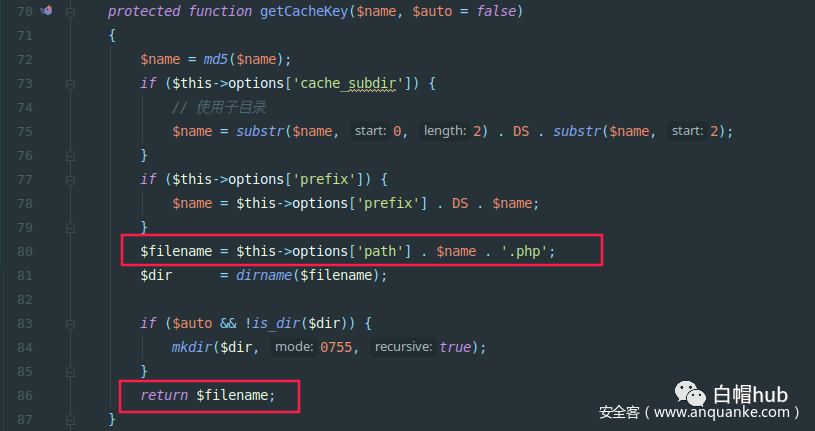 70 protected function getCacheKey($name, $auto = false)
71 {
72 $name = md5($name);
73 if ($this->options['cache_subdir']) {
74 // 使用子目录
75 $name = substr($name, start: 0, length: 2) . DS . substr($name, start: 2);
76 }
77 if ($this->options['prefix']) {
78 $name = $this->options['prefix'] . DS . $name;
79 }
80 $filename = $this->options['path'] . $name . '.php';
81 $dir = dirname($filename);
82
83 if ($auto && !is_dir($dir)) {
84 mkdir($dir, mode: 0755, recursive: true);
85 }
86 return $filename;
87 }
白帽hub
安全客（www.anquanke.com）